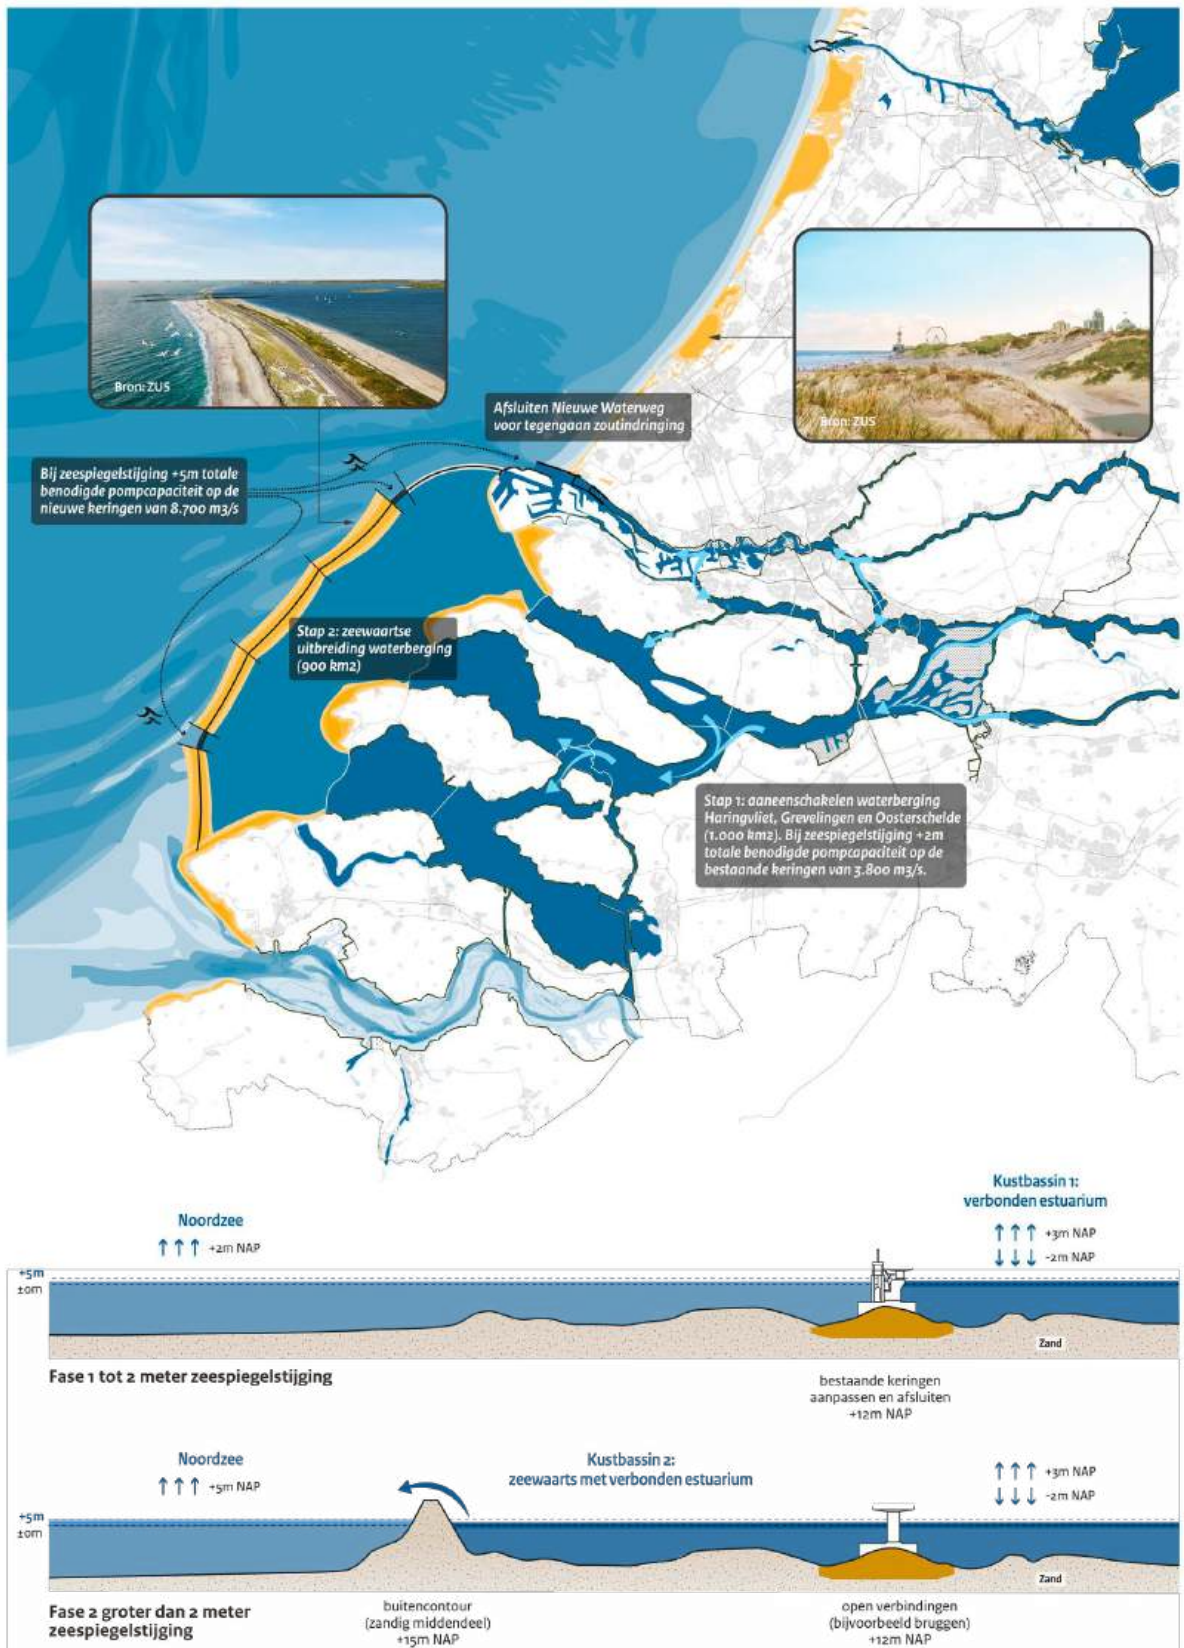 Bron: ZUS
Bron: ZUS
Afsluiten Nieuwe Waterweg
voor tegengaan zoutindringing
Bij zeespiegelstijging +5m totale
benodigde pompcapaciteit op de
nieuwe keringen van 8.700 m3/s
Stap 2: zeewaartse
uitbreiding waterberging
(900 km2)
Stap 1: aaneenschakelen waterberging
Haringvliet, Grevelingen en Oosterschelde
(1.000 km2). Bij zeespiegelstijging +2m
totale benodigde pompcapaciteit op de
bestaande keringen van 3.800 m3/s.
Noordzee
+2m NAP
Kustbassin 1:
verbonden estuarium
+3m NAP
-2m NAP
+5m
±0m
Zand
Fase 1 tot 2 meter zeespiegelstijging
bestaande keringen
aanpassen en afsluiten
+12m NAP
Noordzee
+5m NAP
Kustbassin 2:
zeewaarts met verbonden estuarium
+3m NAP
-2m NAP
+5m
±0m
Zand
Fase 2 groter dan 2 meter
zeespiegelstijging
buitencontour
(zandig middendeel)
+15m NAP
open verbindingen
(bijvoorbeeld bruggen)
+12m NAP